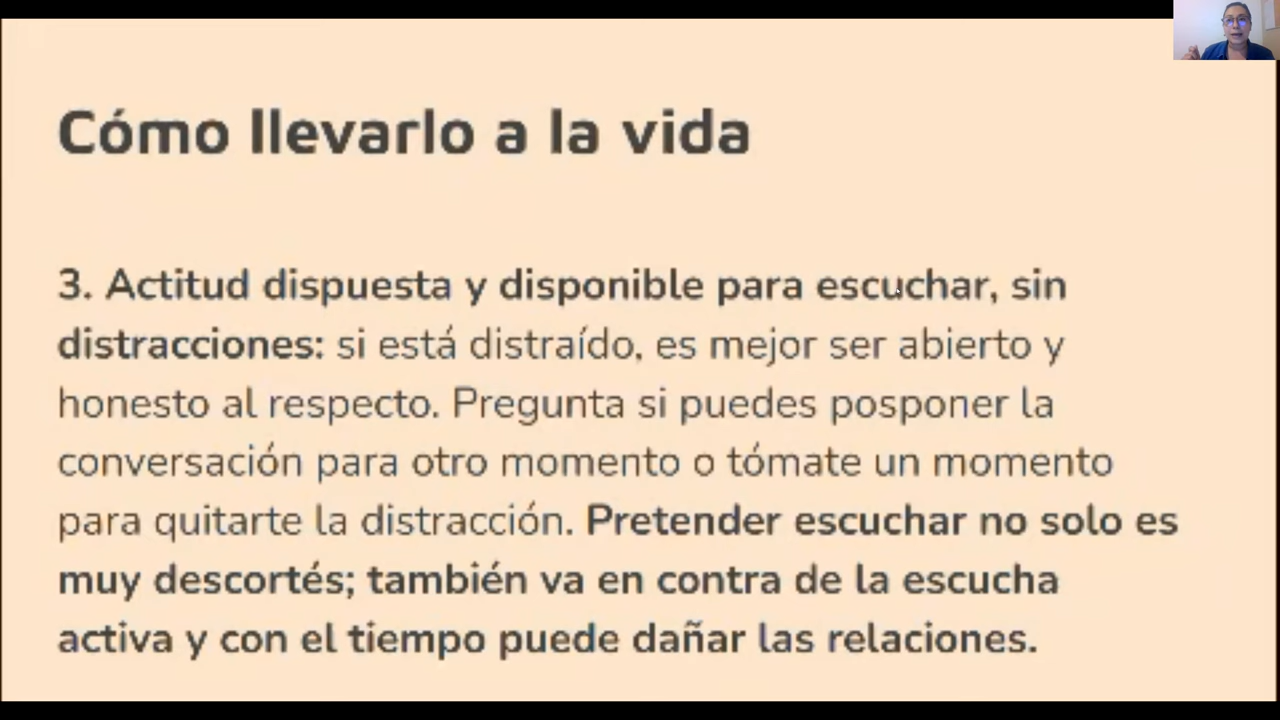 Cómo llevarlo a la vida
3. Actitud dispuesta y disponible para escuchar, sin
distracciones: si está distraído, es mejor ser abierto y
honesto al respecto. Pregunta si puedes posponer la
conversación para otro momento o tómate un momento
para quitarte la distracción. Pretender escuchar no solo es
muy descortés; también va en contra de la escucha
activa y con el tiempo puede dañar las relaciones.